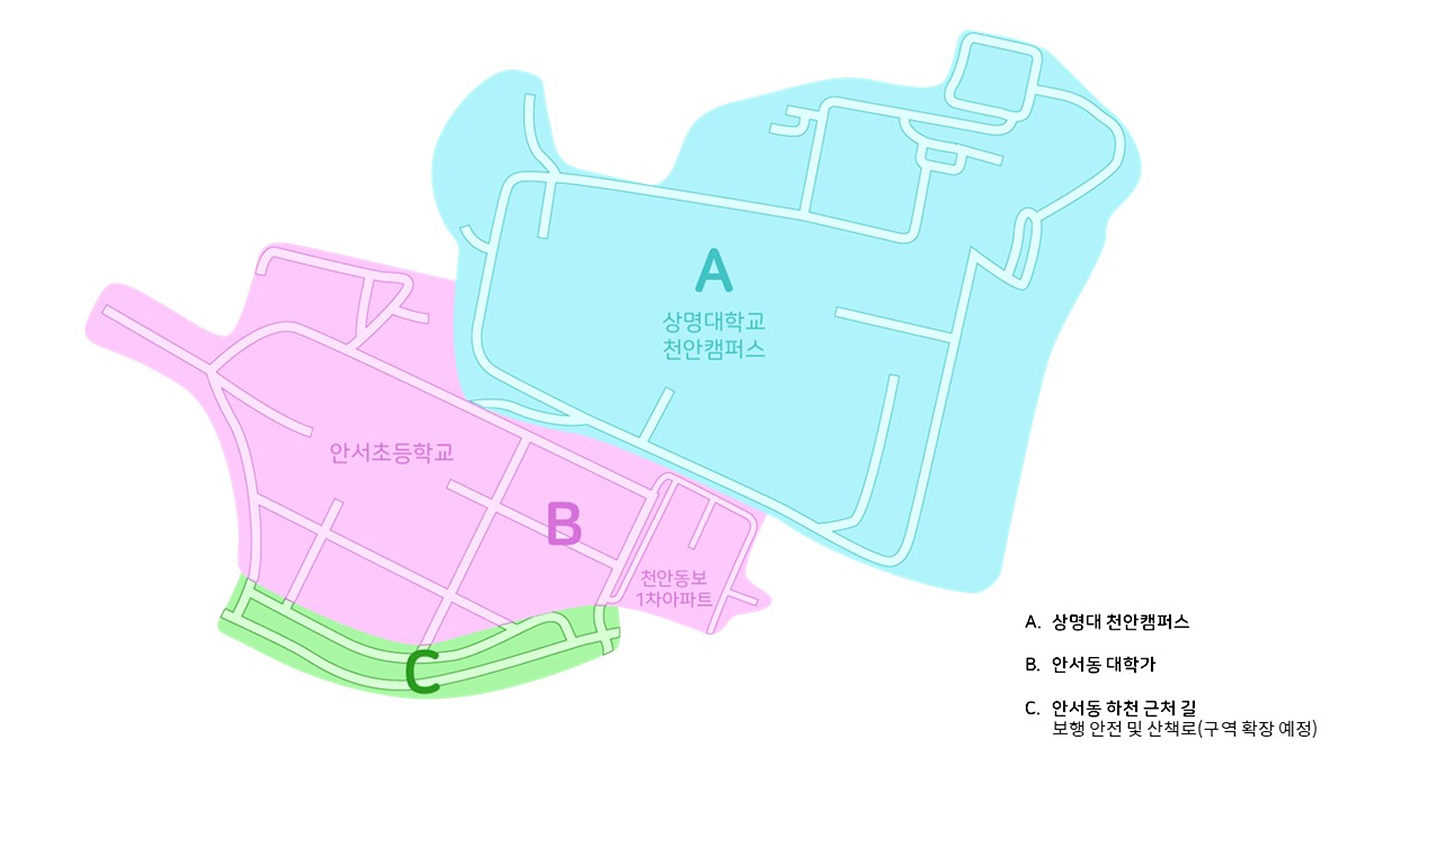 A
상명대학교
천안캠퍼스
안서초등학교
B
천안동보
1차아파트
C
A. 상명대 천안캠퍼스
B. 안서동 대학가
C. 안서동 하천 근처 길
보행 안전 및 산책로(구역 확장 예정)